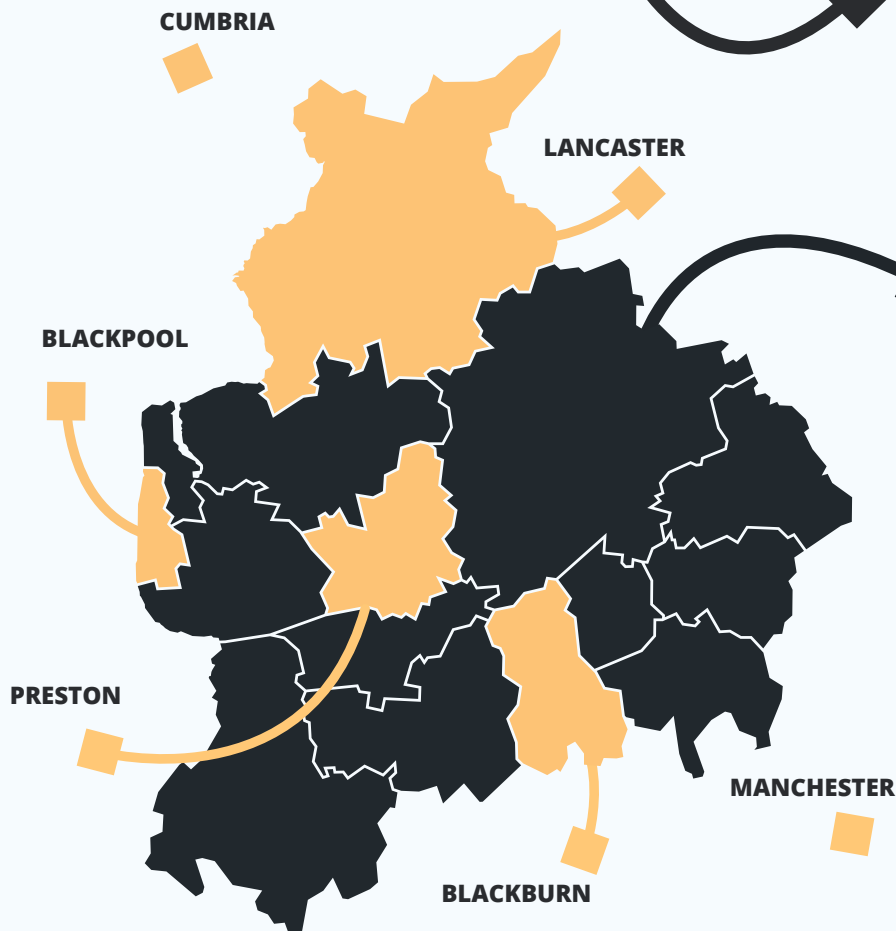 CUMBRIA
LANCASTER
BLACKPOOL
PRESTON
MANCHESTER
BLACKBURN